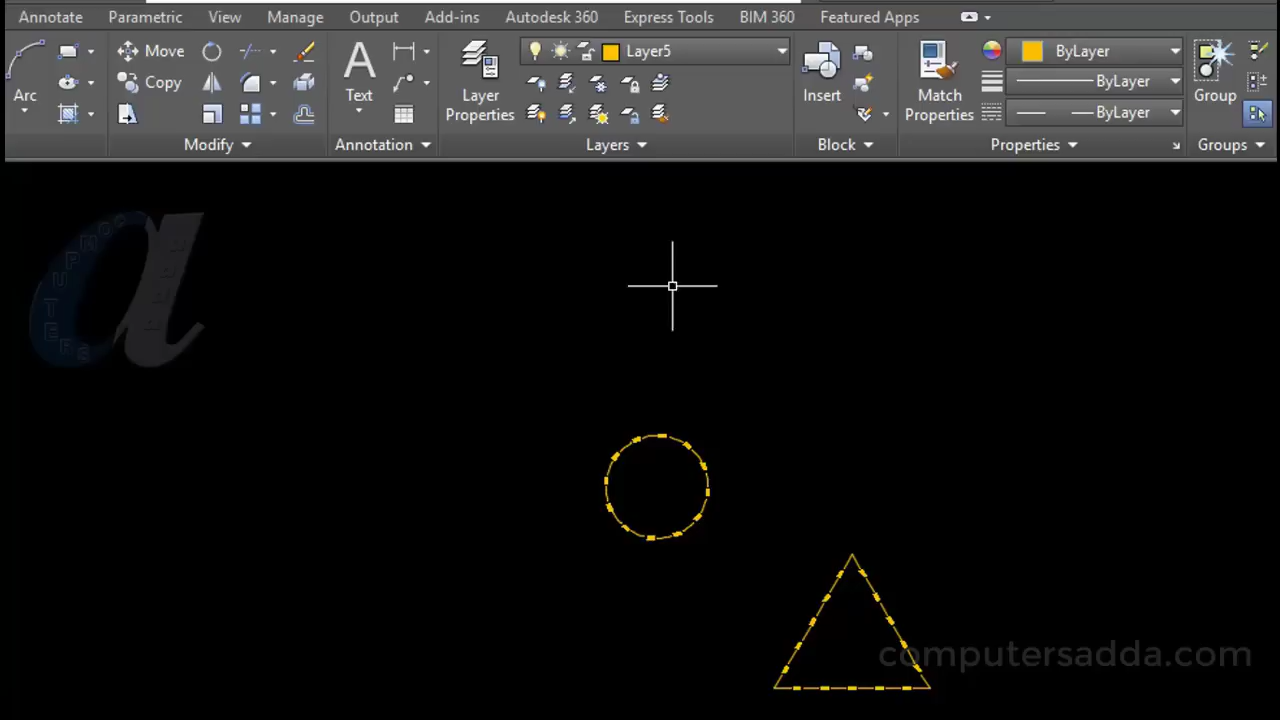 Annotate Parametric View Manage Output Add-ins Autodesk 360 Express Tools BIM 360 Featured Apps
Move Layer5 ByLayer
Arc Copy Text Layer Properties Insert Match Properties ByLayer Group
ByLayer
Modify Annotation Layers Block Properties Groups
A
a
computersadda.com